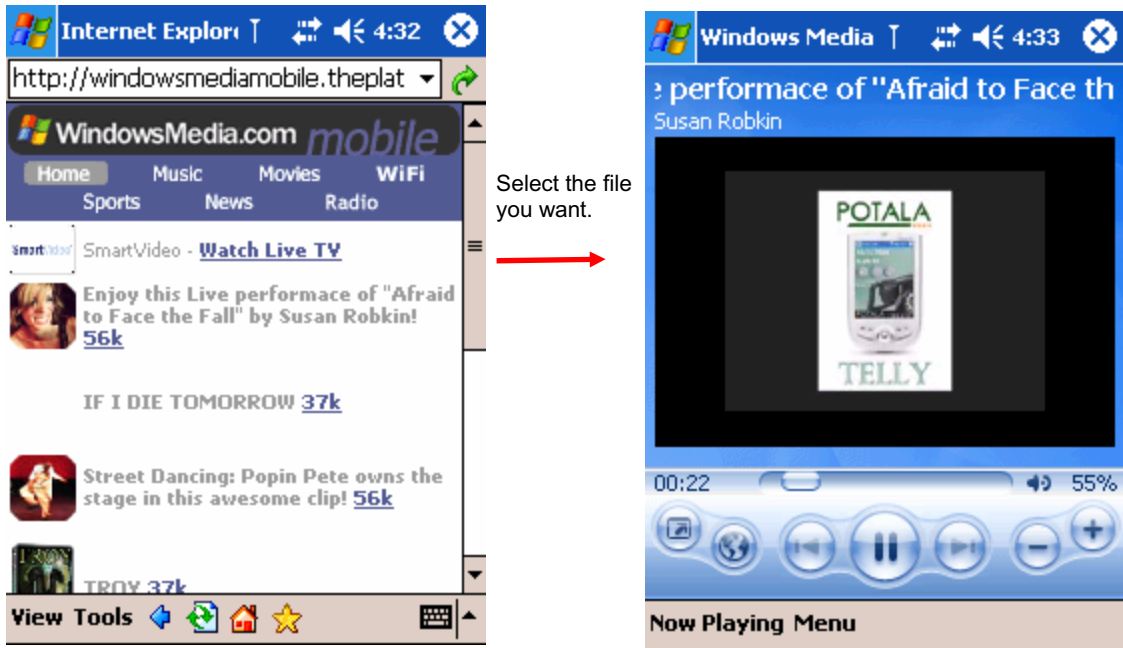 Internet Explore 4:32
http://windowsmediamobile.theplat
WindowsMedia.com mobile
Home Music Movies WiFi
Sports News Radio
SmartVideo SmartVideo - Watch Live TV
Enjoy this Live performace of "Afraid
to Face the Fall" by Susan Robkin!
56k
IF I DIE TOMORROW 37k
Street Dancing: Popin Pete owns the
stage in this awesome clip! 56k
TROY
TROY 37k
View Tools
Select the file
you want.
Windows Media 4:33
e performace of "Afraid to Face th
Susan Robkin
POTALA
TELLY
00:22 55%
Now Playing Menu